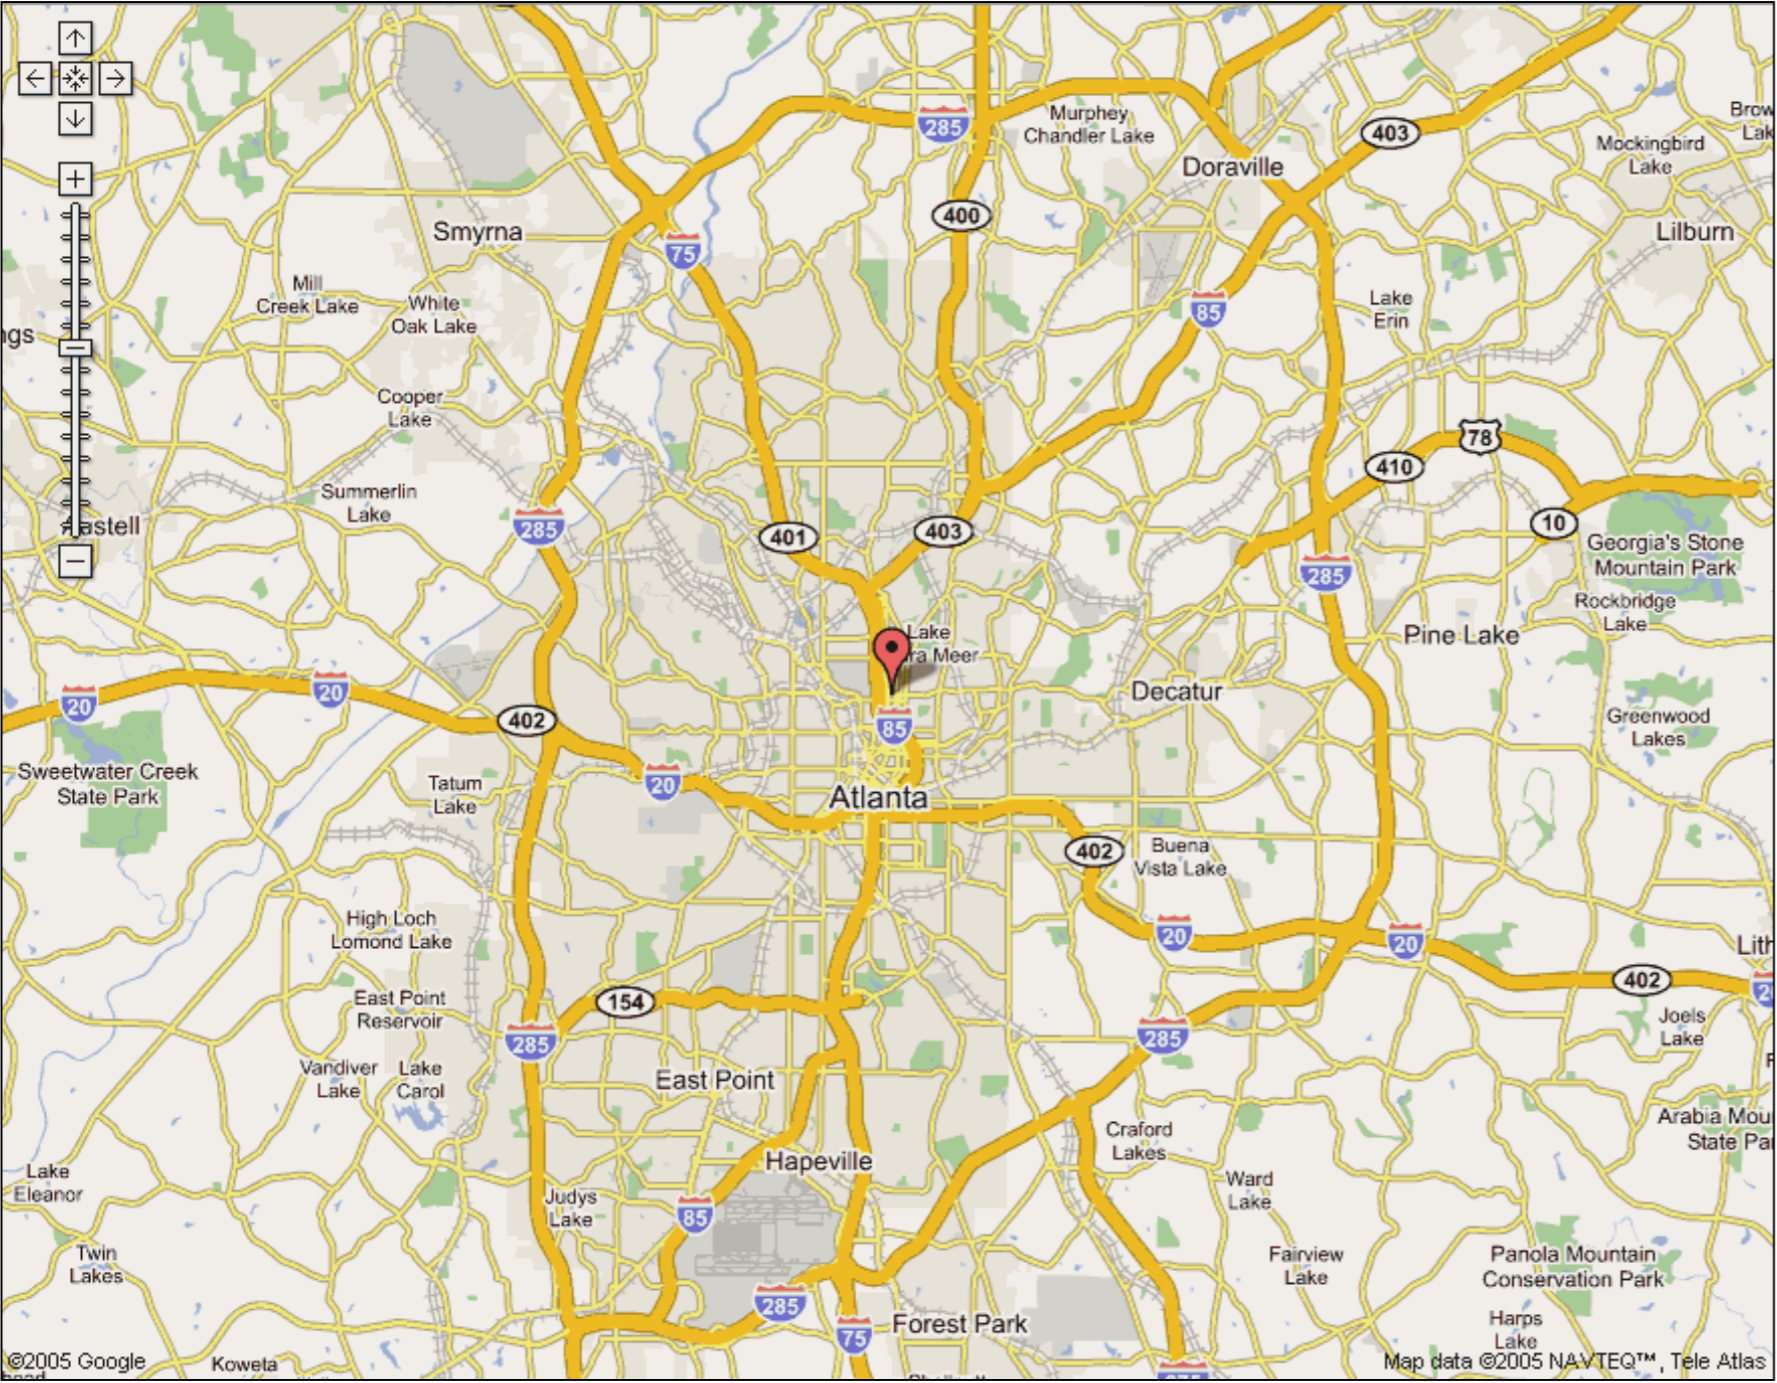 285
Murphey
Chandler Lake
403
Mockingbird
Lake
Doraville
400
Smyrna
Lilburn
75
Mill
Creek Lake
White
Oak Lake
85
Lake
Erin
Cooper
Lake
78
410
Summerlin
Lake
285
401
403
10
Georgia's Stone
Mountain Park
285
Rockbridge
Lake
Lake
Meer
Pine Lake
20
20
402
Decatur
85
Greenwood
Lakes
Sweetwater Creek
State Park
Tatum
Lake
20
Atlanta
402
Buena
Vista Lake
High Loch
Lomond Lake
20
20
402
East Point
Reservoir
154
285
285
Joels
Lake
Vandiver
Lake
Lake
Carol
East Point
Craford
Lakes
Hapeville
Lake
Eleanor
Judys
Lake
85
Ward
Lake
Twin
Lakes
Fairview
Lake
Panola Mountain
Conservation Park
285
75
Forest Park
Harps
Lake
©2005 Google
Koweta
Map data ©2005 NAVTEQ™, Tele Atlas